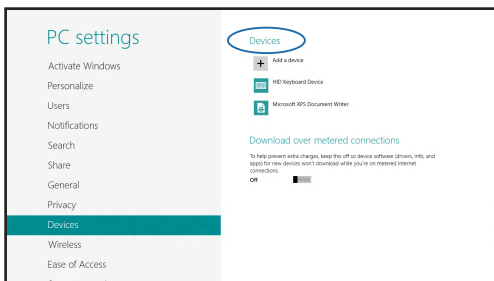 PC settings
Activate Windows
Personalize
Users
Notifications
Search
Share
General
Privacy
Devices
Wireless
Ease of Access
Devices
Add a device
HID Keyboard Device
Microsoft XPS Document Writer
Download over metered connections
To help prevent extra charges, keep this off so device software (drivers, info, and
apps) for new devices won't download while you're on metered Internet
connections.
Off